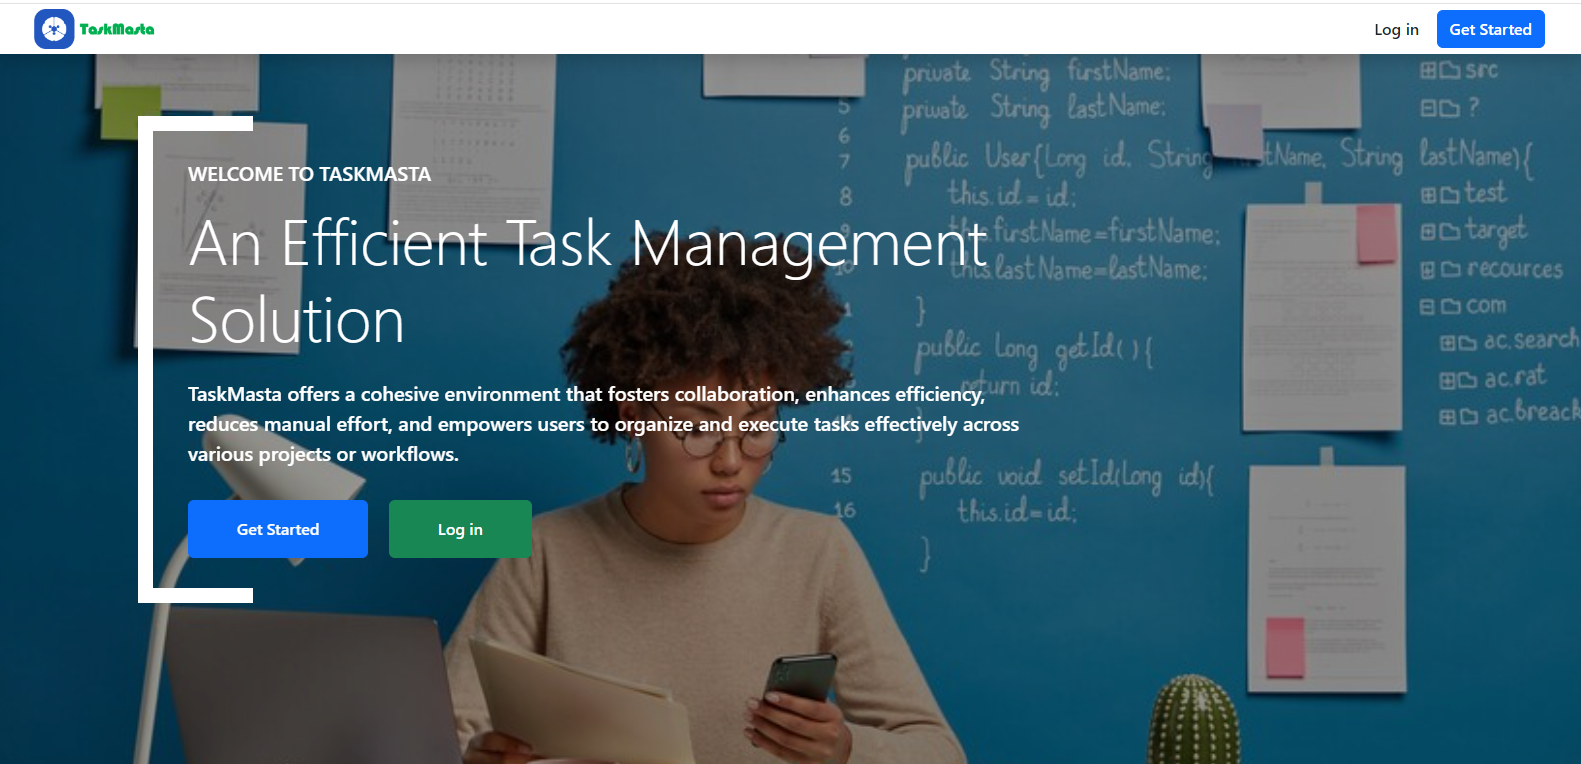 TaskMasta
Log in
Get Started
WELCOME TO TASKMASTA
An Efficient Task Management
Solution
TaskMasta offers a cohesive environment that fosters collaboration, enhances efficiency,
reduces manual effort, and empowers users to organize and execute tasks effectively across
various projects or workflows.
Get Started
Log in
private String firstName;
5 private String lastName;
6
7 public User{Long id, String stName, String lastName){
8 this.id = id;
this.firstName=firstName;
10 this.lastName=lastName;
}
public Long getId(){
return id;
}
15 public void setId(Long id){
16 this.id=id;
}
src
?
test
target
recources
com
ac.search
ac.rat
ac.breack